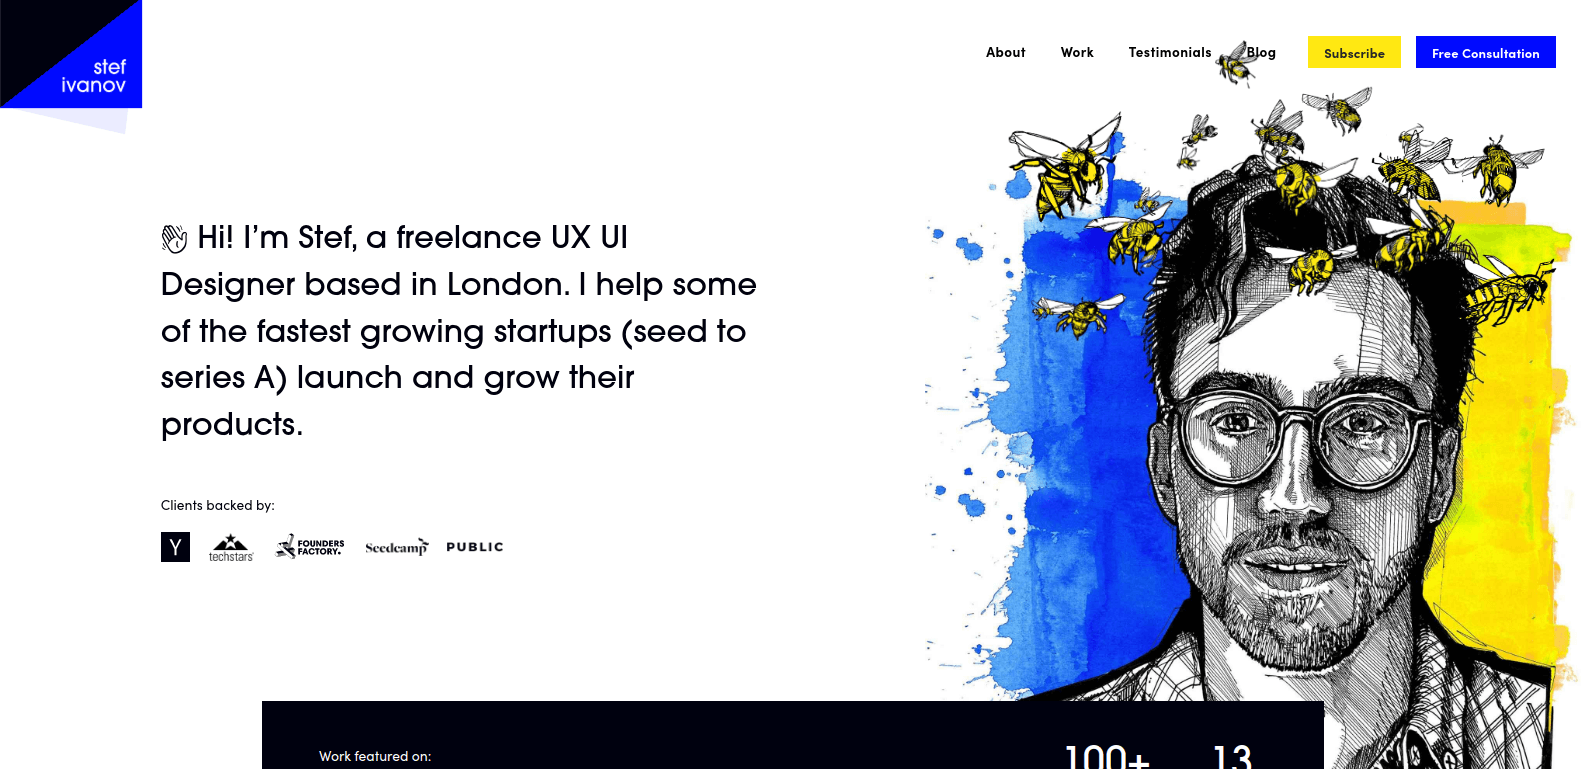 stef
ivanov
About
Work
Testimonials
Blog
Subscribe
Free Consultation
Hi! I'm Stef, a freelance UX UI
Designer based in London. I help some
of the fastest growing startups (seed to
series A) launch and grow their
products.
Clients backed by:
Y
techstars
FOUNDERS
FACTORY.
Seedcamp
PUBLIC
Work featured on:
100+
13